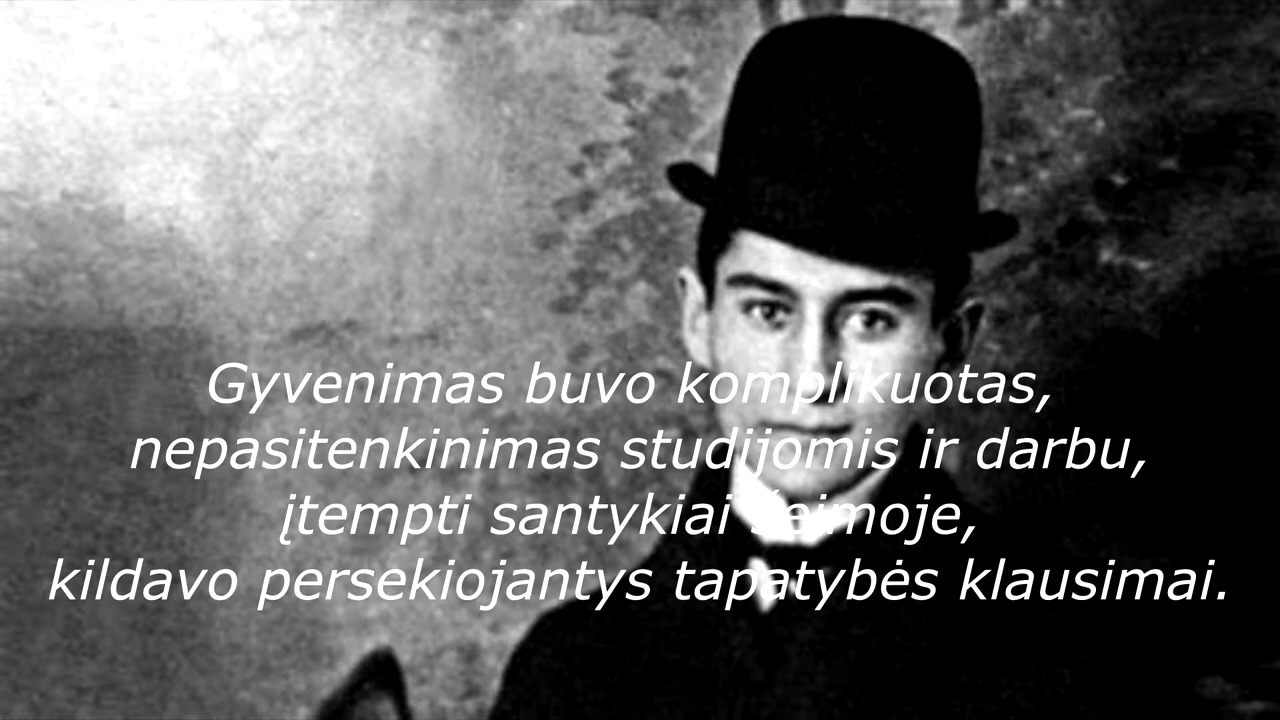 Gyvenimas buvo komplikuotas,
nepasitenkinimas studijomis ir darbu,
įtempti santykiai šeimoje,
kildavo persekiojantys tapatybės klausimai.